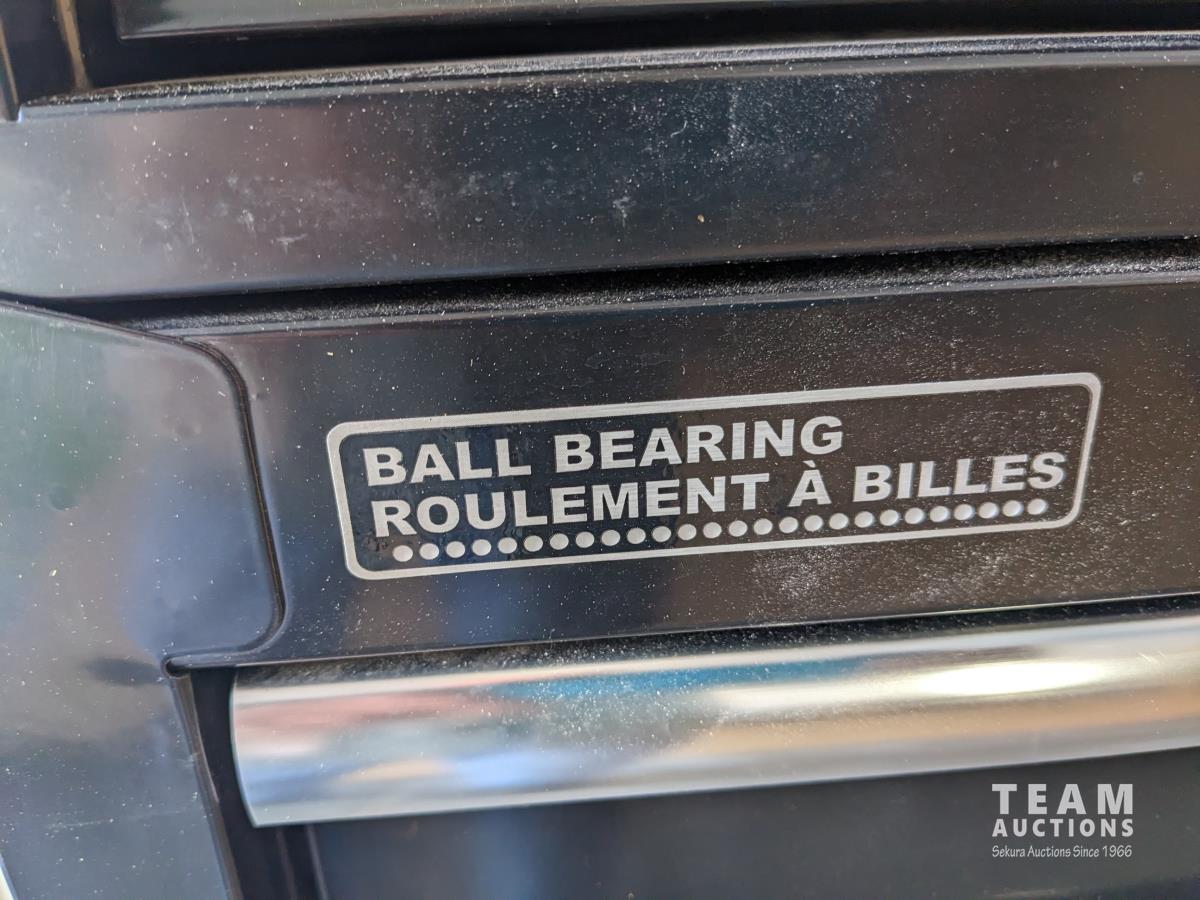 BALL BEARING
ROULEMENT À BILLES
TEAM
AUCTIONS
Sekura Auctions Since 1966